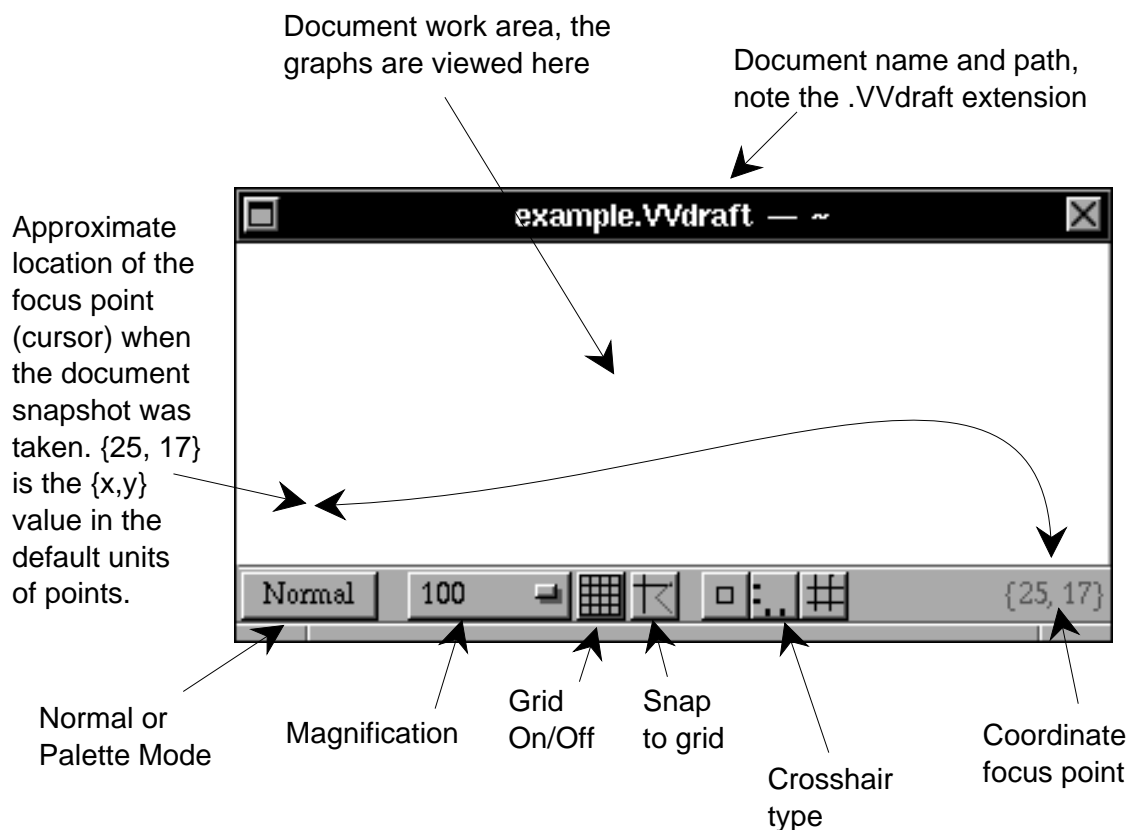 Document work area, the
graphs are viewed here
Document name and path,
note the .VVdraft extension
example.VVdraft — ~
Approximate
location of the
focus point
(cursor) when
the document
snapshot was
taken. {25, 17}
is the {x,y}
value in the
default units
of points.
Normal
100
{25, 17}
Normal or
Palette Mode
Magnification
Grid
On/Off
Snap
to grid
Crosshair
type
Coordinate
focus point